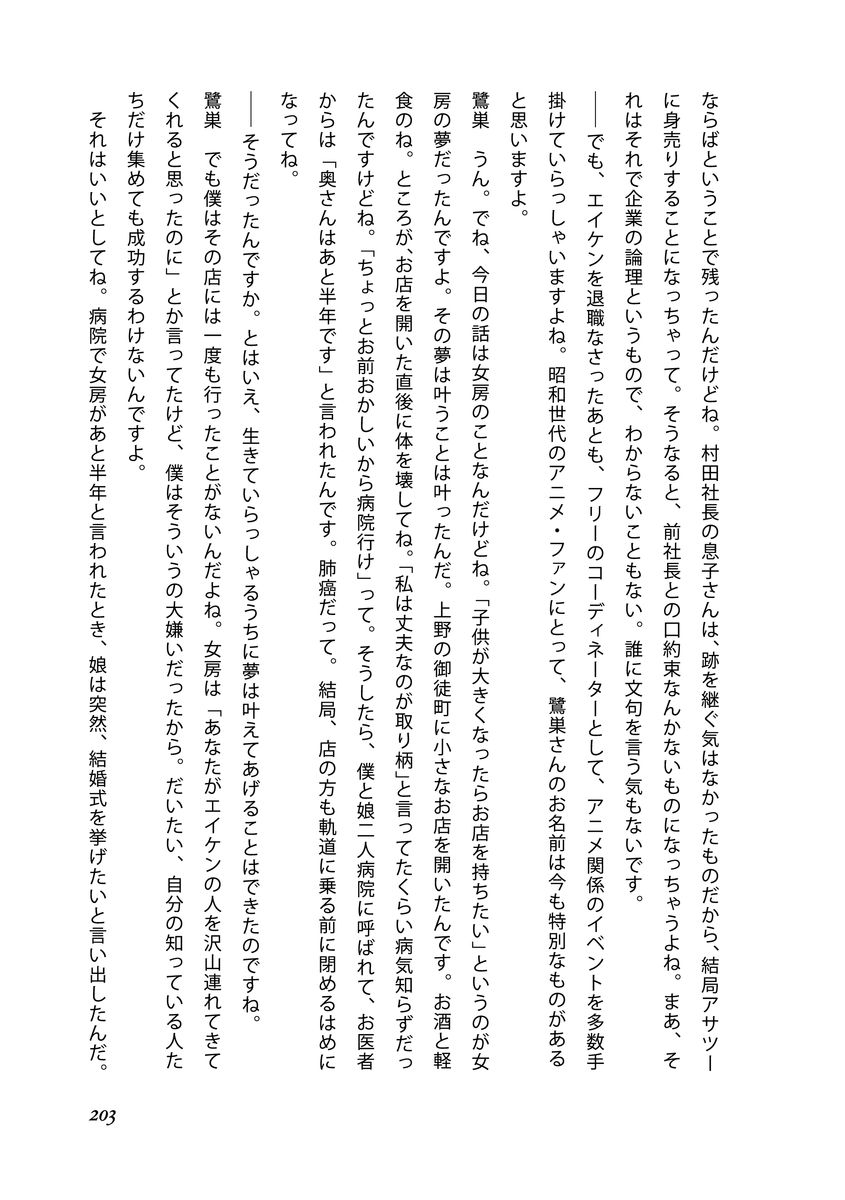 ならばということで残ったんだけどね。村田社長の息子さんは、跡を継ぐ気はなかったものだから、結局アサツー
に身売りすることになっちゃって。そうなると、前社長との口約束なんかないものになっちゃうよね。まあ、そ
れはそれで企業の論理というもので、わからないこともない。誰に文句を言う気もないです。
――でも、エイケンを退職なさったあとも、フリーのコーディネーターとして、アニメ関係のイベントを多数手
掛けていらっしゃいますよね。昭和世代のアニメ・ファンにとって、鷺巣さんのお名前は今も特別なものがある
と思いますよ。
鷺巣　うん。でね、今日の話は女房のことなんだけどね。「子供が大きくなったらお店を持ちたい」というのが女
房の夢だったんですよ。その夢は叶うことは叶ったんだ。上野の御徒町に小さなお店を開いたんです。お酒と軽
食のね。ところが、お店を開いた直後に体を壊してね。「私は丈夫なのが取り柄」と言ってたくらい病気知らずだっ
たんですけどね。「ちょっとお前おかしいから病院行け」って。そうしたら、僕と娘二人病院に呼ばれて、お医者
からは「奥さんはあと半年です」と言われたんです。肺癌だって。結局、店の方も軌道に乗る前に閉めるはめに
なってね。
――そうだったんですか。とはいえ、生きていらっしゃるうちに夢は叶えてあげることはできたのですね。
鷺巣　でも僕はその店には一度も行ったことがないんだよね。女房は「あなたがエイケンの人を沢山連れてきて
くれると思ったのに」とか言ってたけど、僕はそういうの大嫌いだったから。だいたい、自分の知っている人た
ちだけ集めても成功するわけないんですよ。
　それはいいとしてね。病院で女房があと半年と言われたとき、娘は突然、結婚式を挙げたいと言い出したんだ。
203